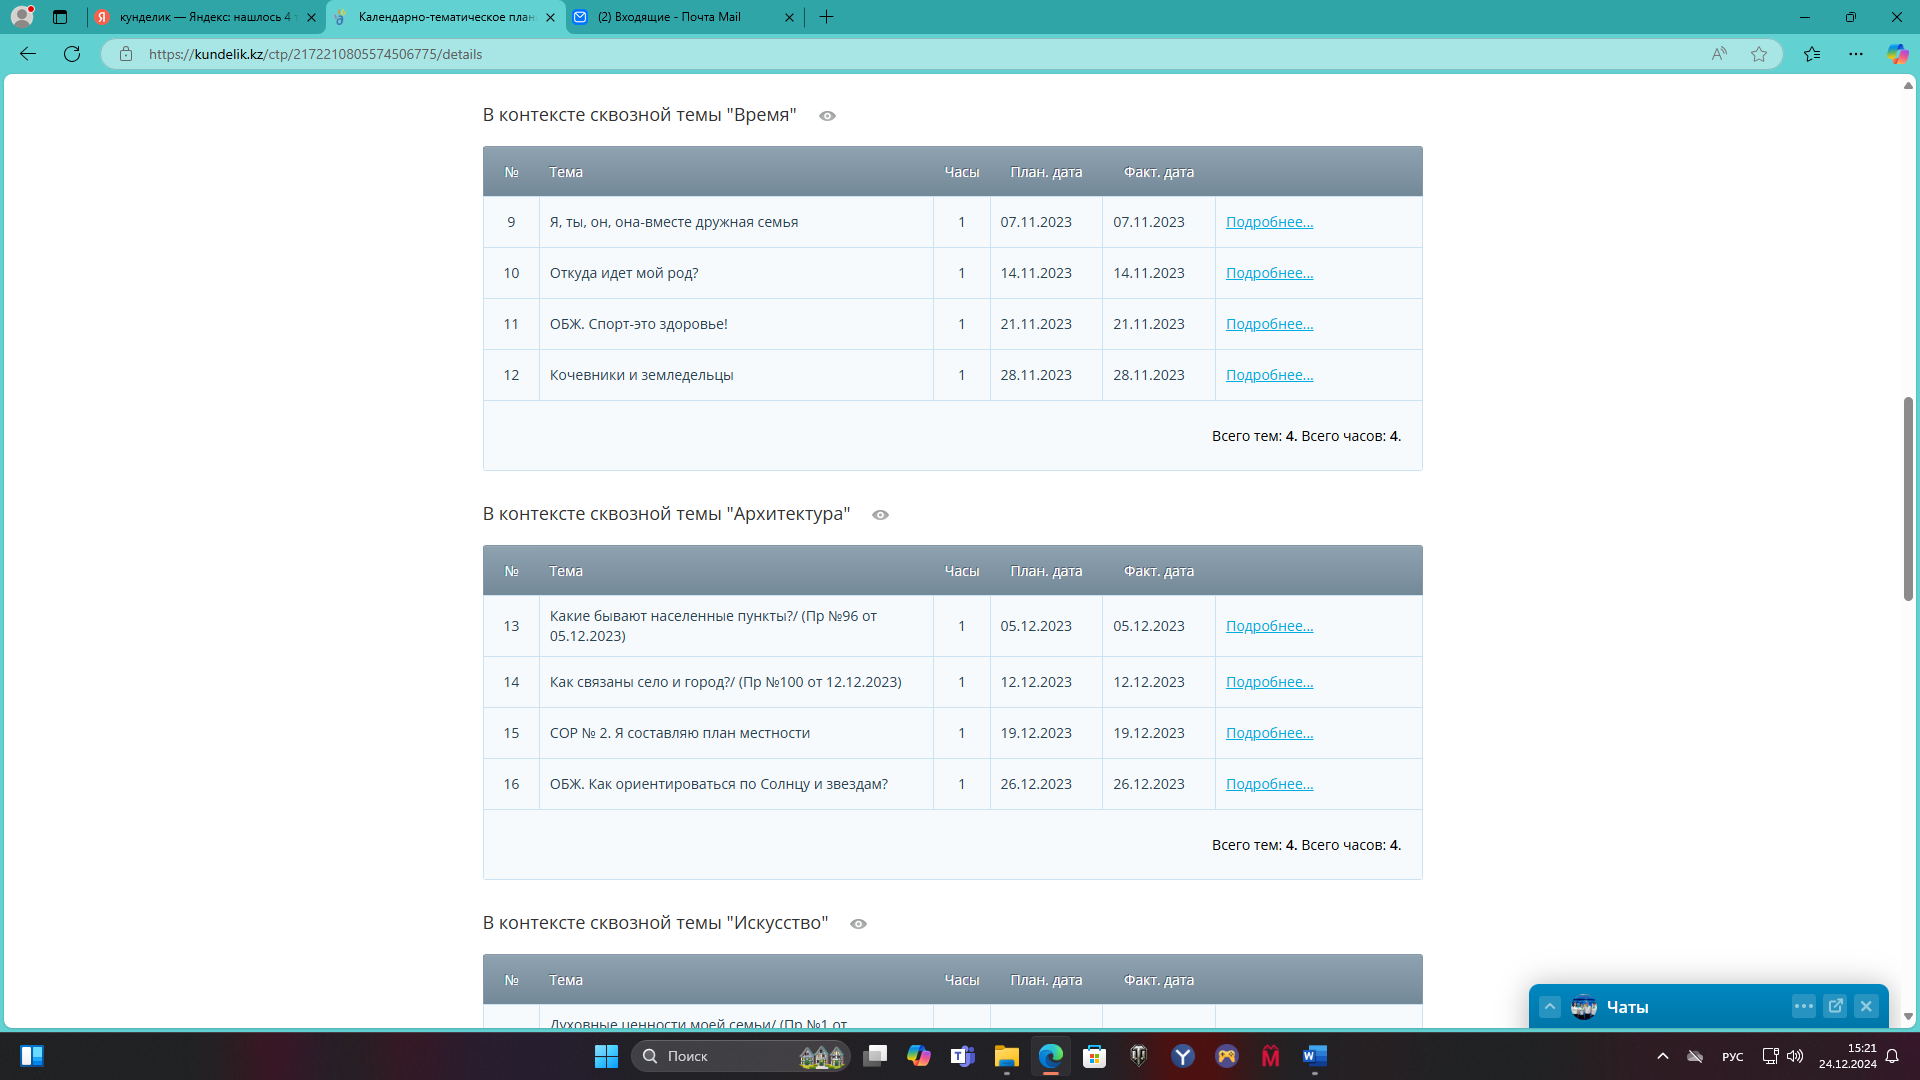 кунделик — Яндекс: нашлось 4 т
Календарно-тематическое план
(2) Входящие - Почта Mail
https://kundelik.kz/ctp/2172210805574506775/details
В контексте сквозной темы "Время"
№ Тема Часы План. дата Факт. дата
9 Я, ты, он, она-вместе дружная семья 1 07.11.2023 07.11.2023 Подробнее...
10 Откуда идет мой род? 1 14.11.2023 14.11.2023 Подробнее...
11 ОБЖ. Спорт-это здоровье! 1 21.11.2023 21.11.2023 Подробнее...
12 Кочевники и земледельцы 1 28.11.2023 28.11.2023 Подробнее...
Всего тем: 4. Всего часов: 4.
В контексте сквозной темы "Архитектура"
№ Тема Часы План. дата Факт. дата
13 Какие бывают населенные пункты?/ (Пр №96 от
05.12.2023) 1 05.12.2023 05.12.2023 Подробнее...
14 Как связаны село и город?/ (Пр №100 от 12.12.2023) 1 12.12.2023 12.12.2023 Подробнее...
15 СОР № 2. Я составляю план местности 1 19.12.2023 19.12.2023 Подробнее...
16 ОБЖ. Как ориентироваться по Солнцу и звездам? 1 26.12.2023 26.12.2023 Подробнее...
Всего тем: 4. Всего часов: 4.
В контексте сквозной темы "Искусство"
№ Тема Часы План. дата Факт. дата
Духовные ценности моей семьи/ (Пр №1 от
Чаты
Поиск
РУС
15:21
24.12.2024